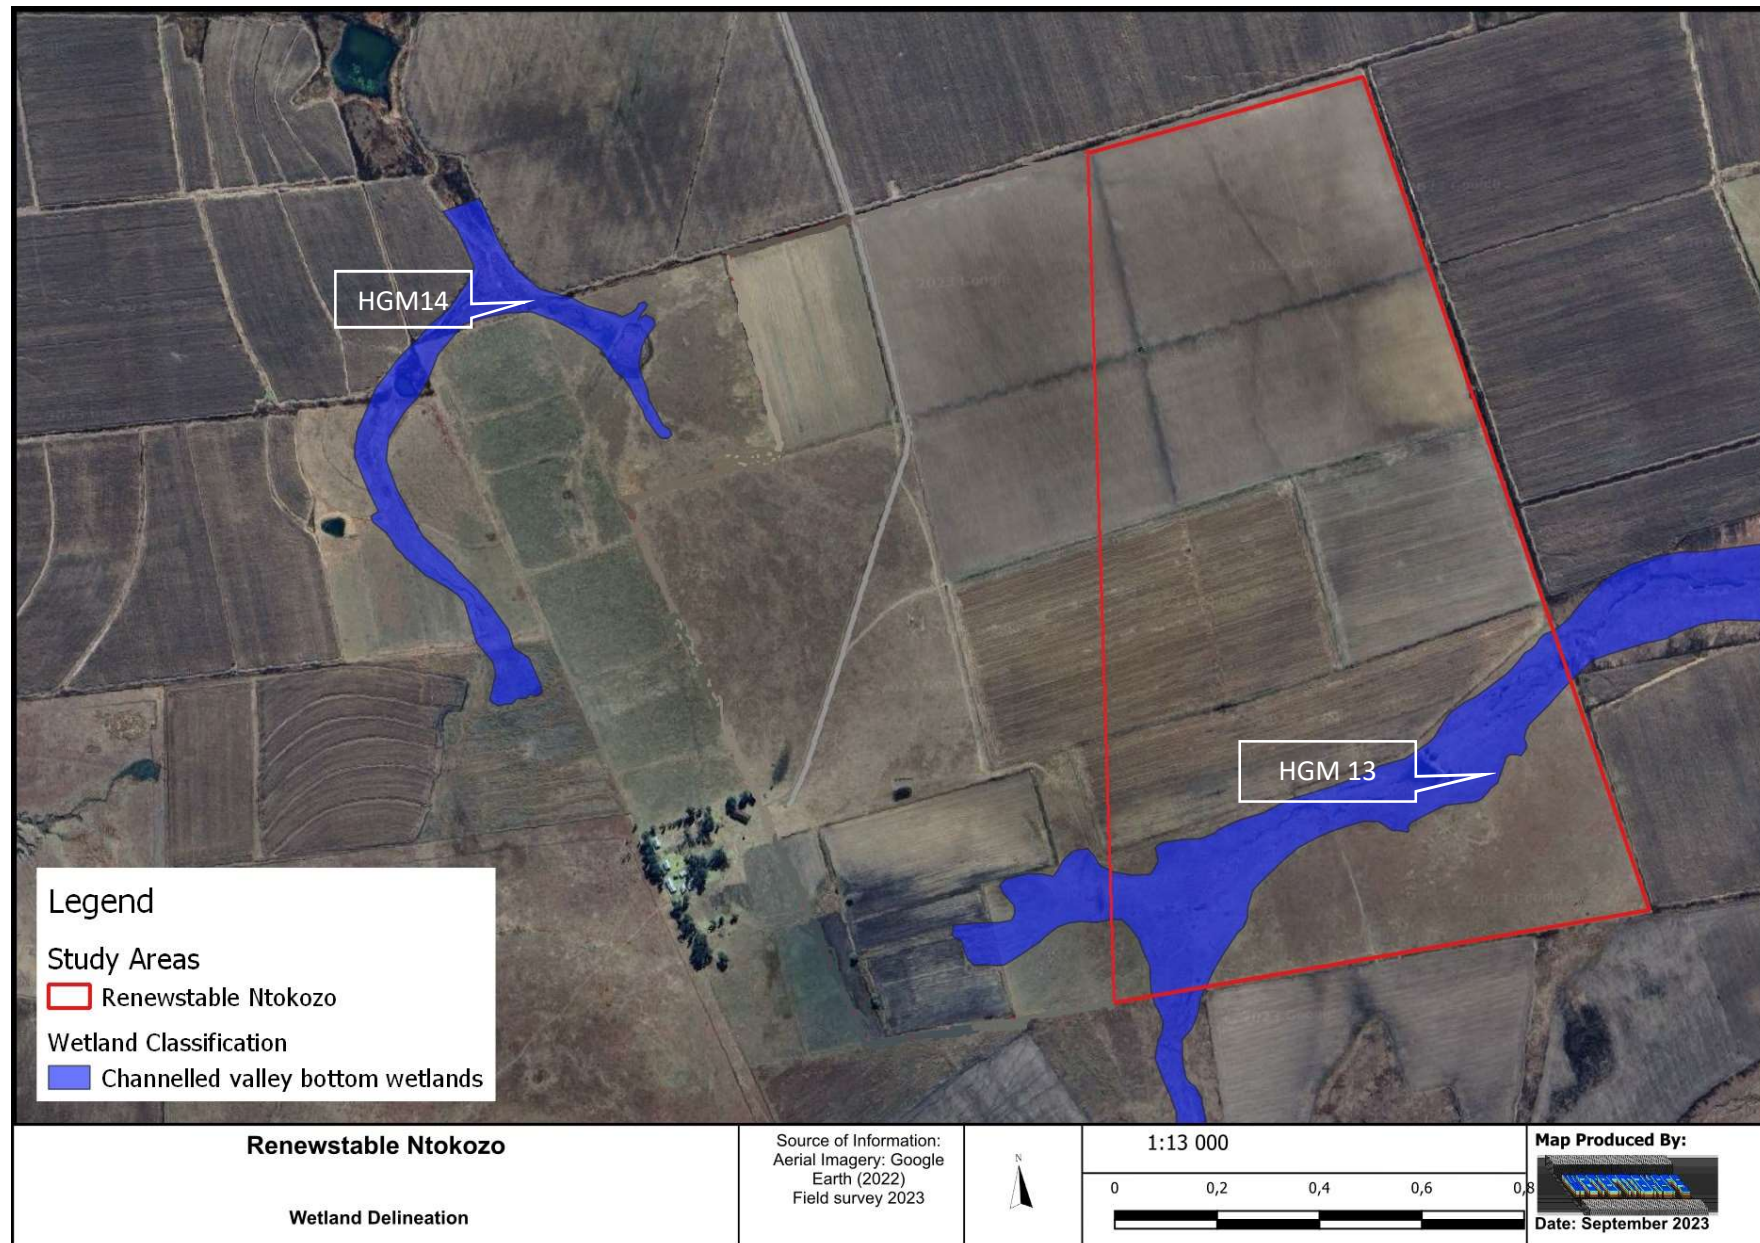 HGM14
HGM 13
Legend
Study Areas
Renewstable Ntokozo
Wetland Classification
Channelled valley bottom wetlands
Renewstable Ntokozo
Wetland Delineation
Source of Information:
Aerial Imagery: Google
Earth (2022)
Field survey 2023
N
1:13 000
0 0,2 0,4 0,6 0,8
Map Produced By:
Watermakers
Date: September 2023